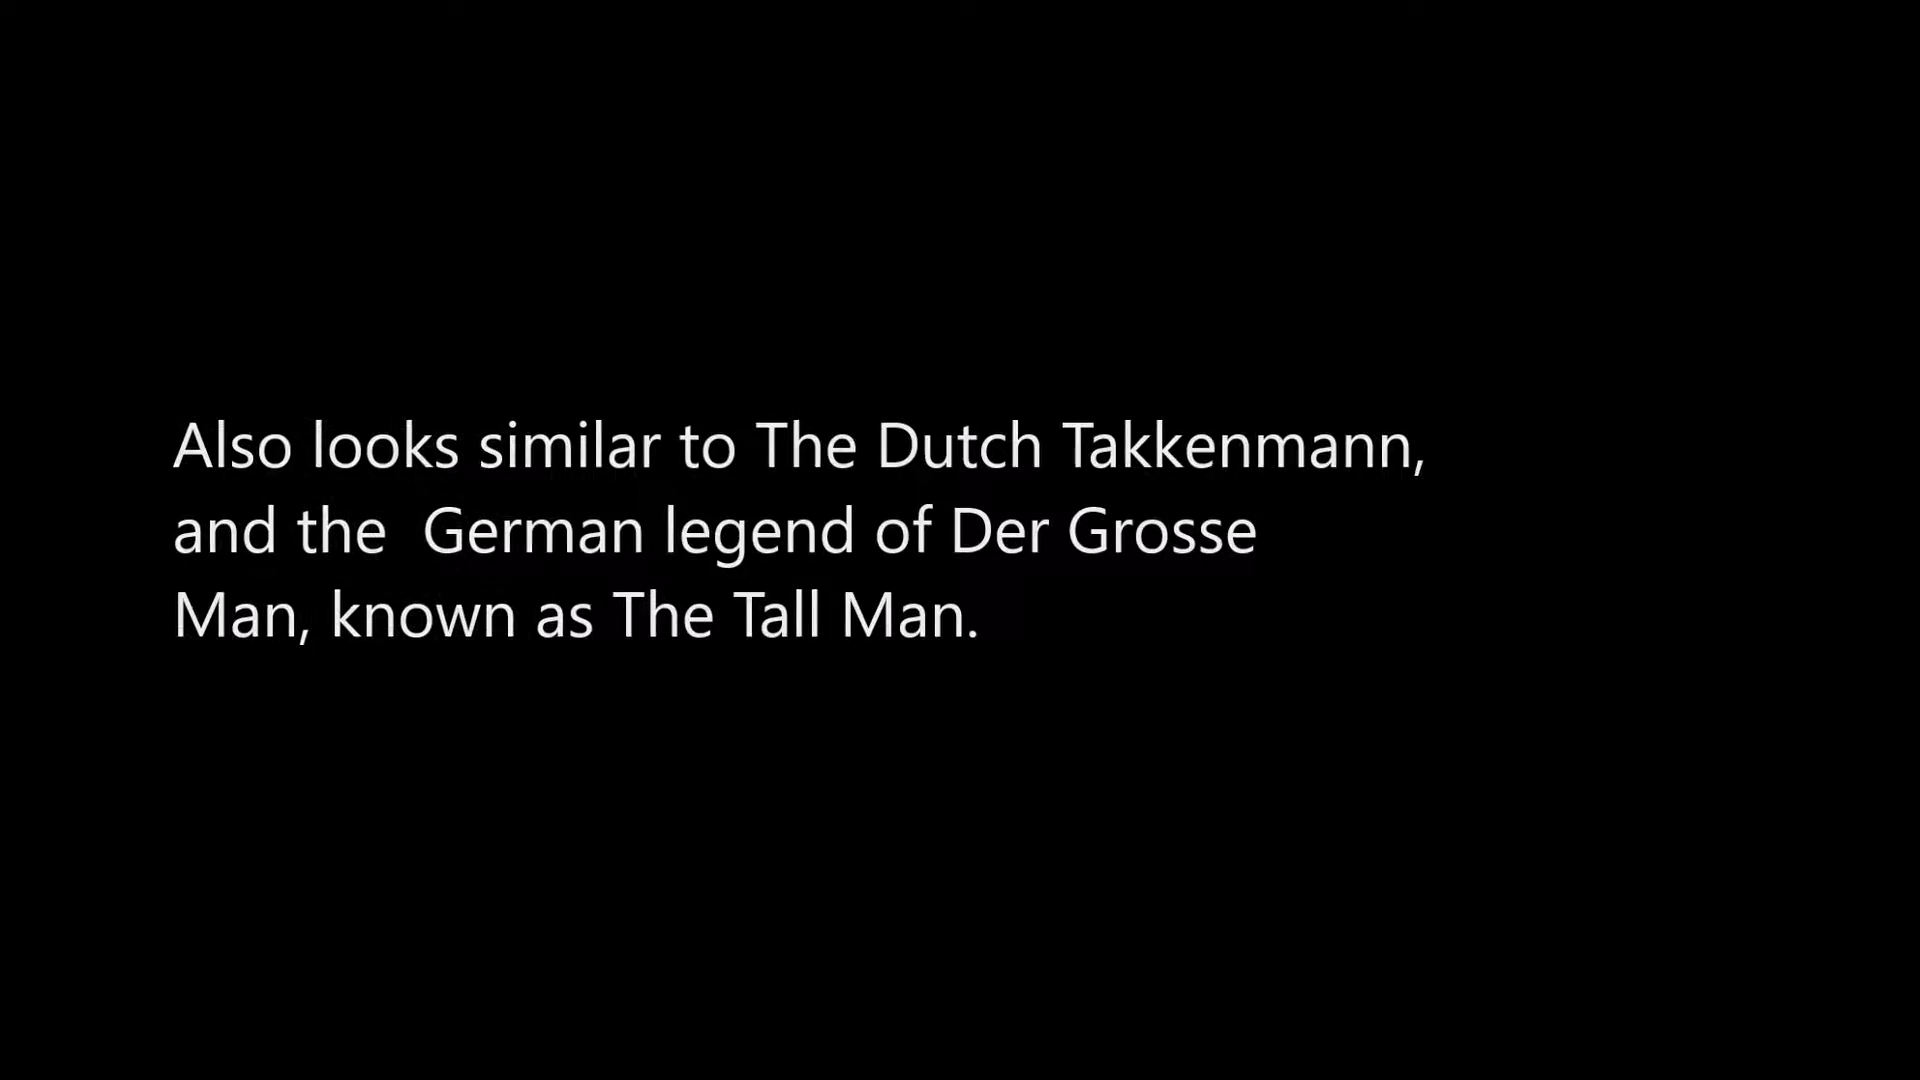 Also looks similar to The Dutch Takkenmann,
and the  German legend of Der Grosse
Man, known as The Tall Man.